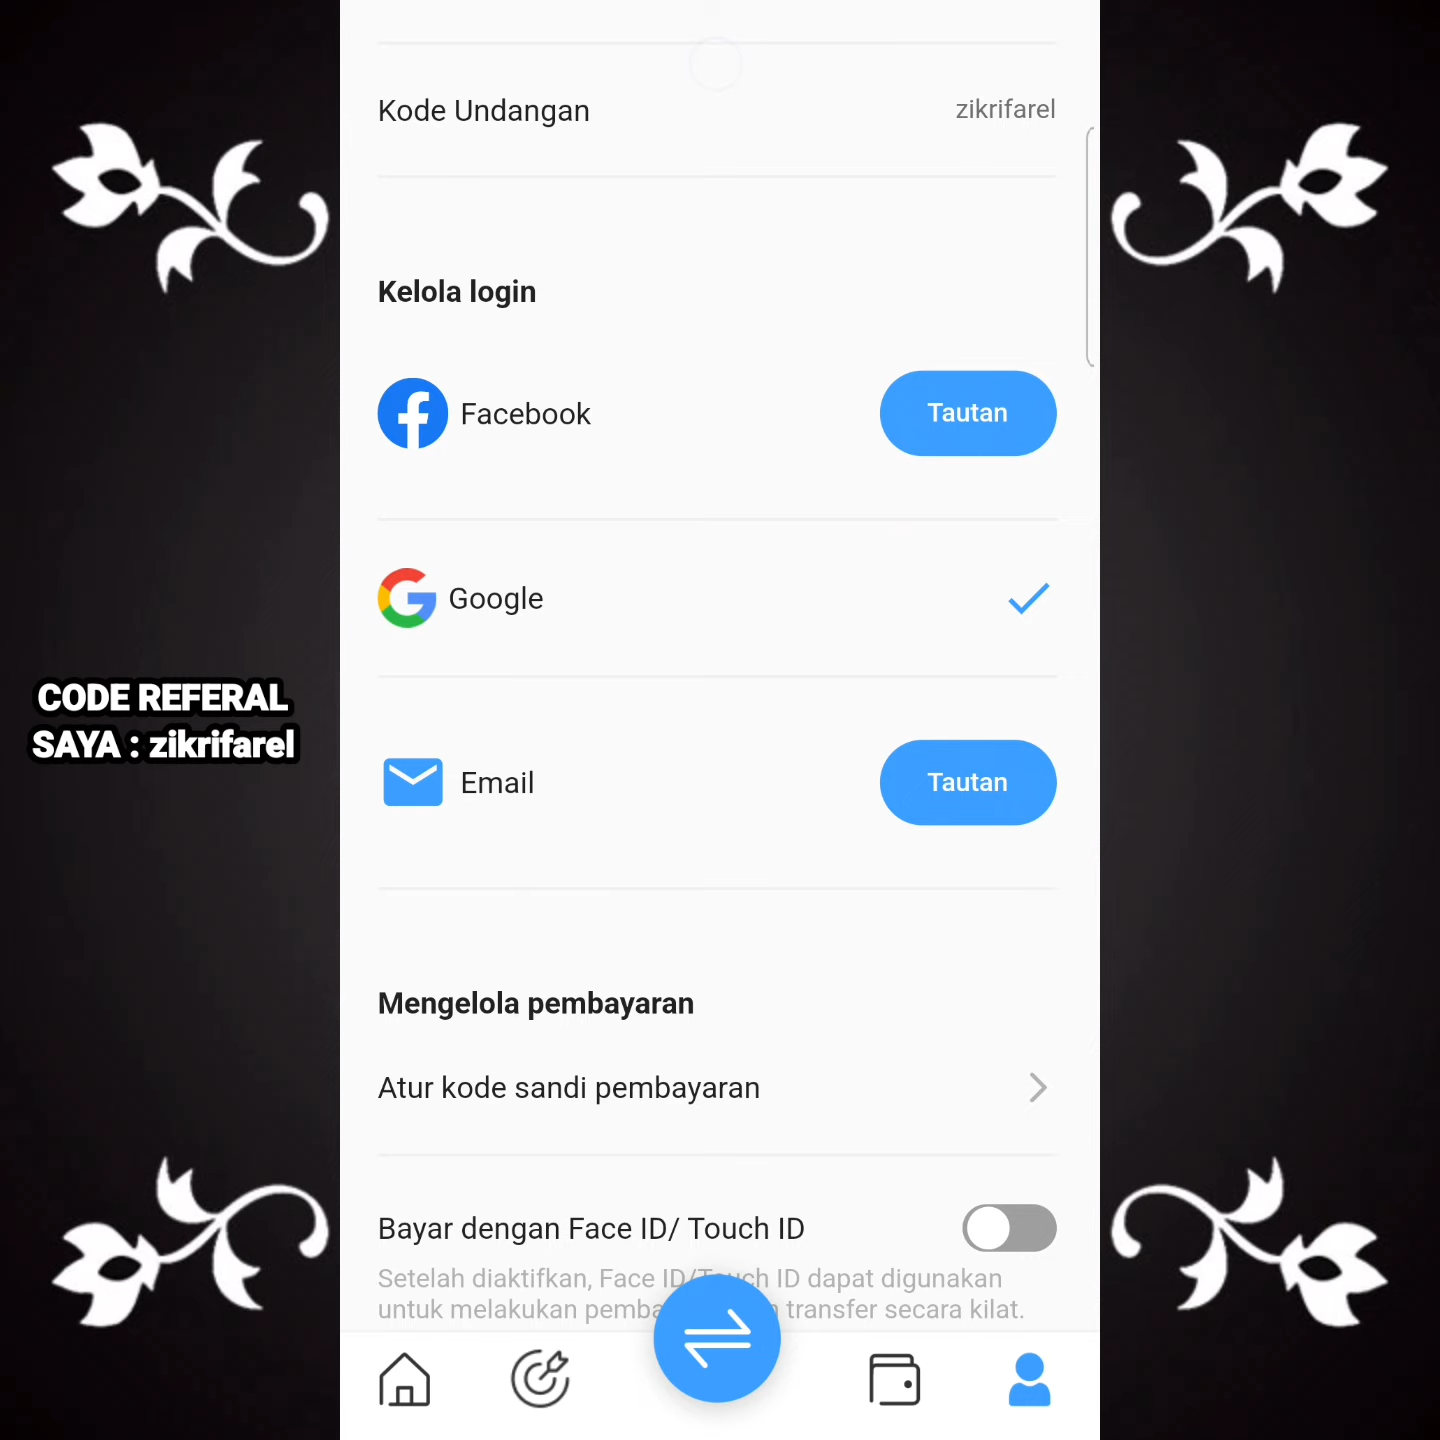 Kode Undangan
zikrifarel
Kelola login
Facebook
Tautan
Google
CODE REFERAL
SAYA : zikrifarel
Email
Tautan
Mengelola pembayaran
Atur kode sandi pembayaran
Bayar dengan Face ID/ Touch ID
Setelah diaktifkan, Face ID/Touch ID dapat digunakan
untuk melakukan transfer secara kilat.